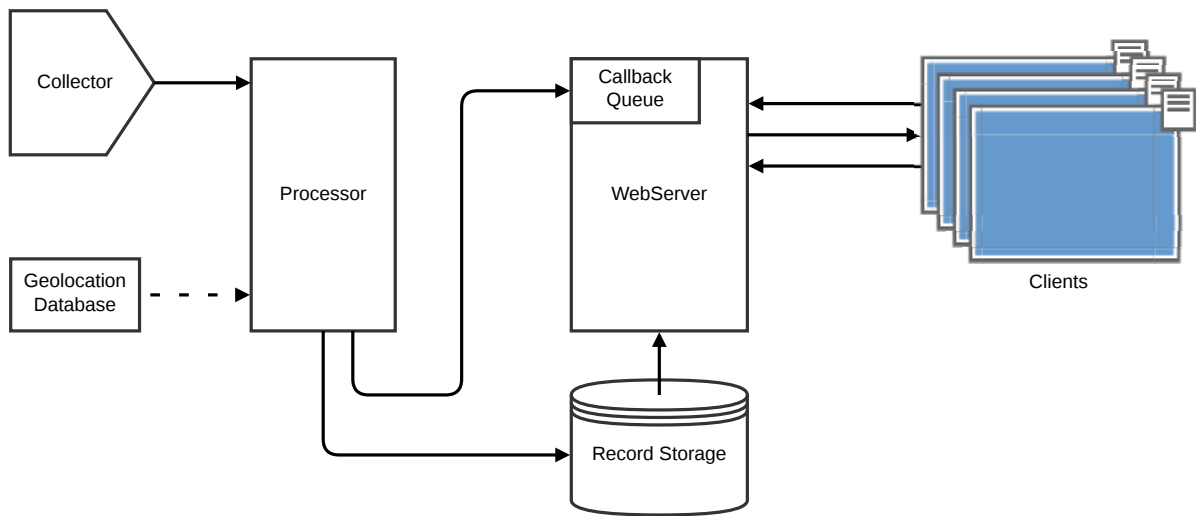 Collector
Callback
Queue
Processor
WebServer
Geolocation
Database
Clients
Record Storage